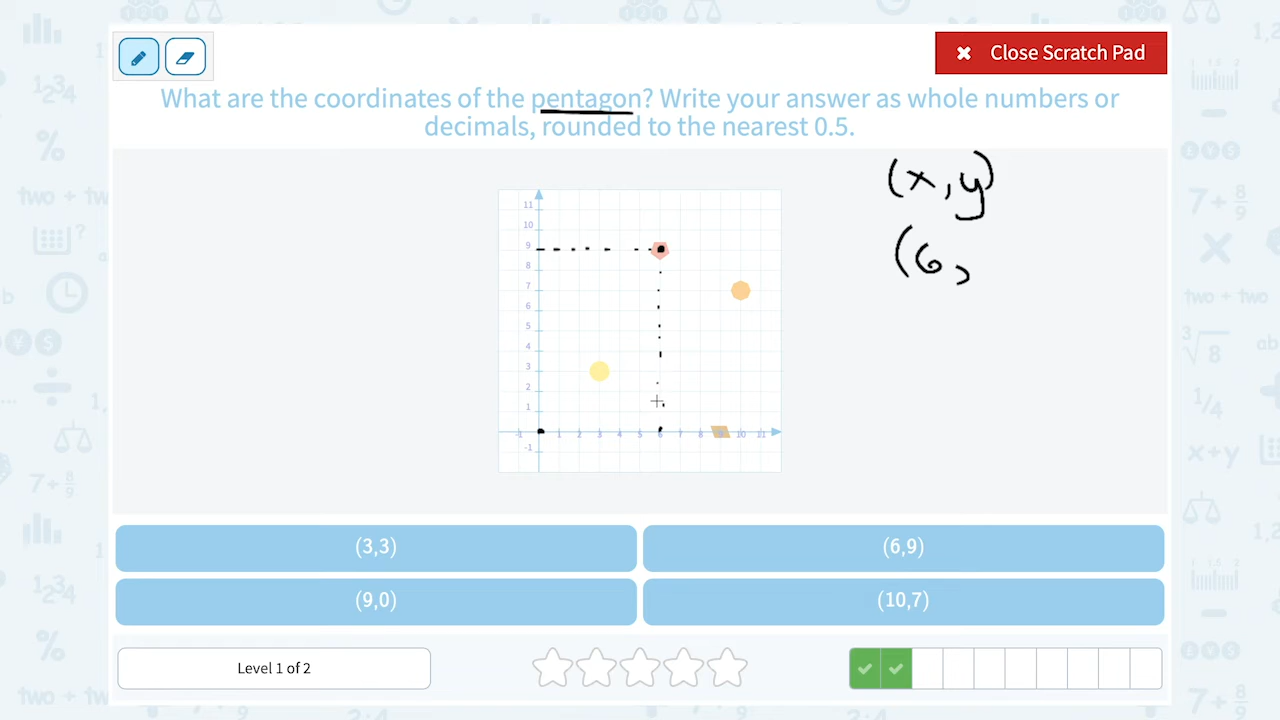 Close Scratch Pad
What are the coordinates of the pentagon? Write your answer as whole numbers or
decimals, rounded to the nearest 0.5.
(x,y)
(6,
11
10
9
8
7
6
5
4
3
2
1
-1 1 2 3 4 5 6 7 8 9 10 11
-1
(3,3) (6,9)
(9,0) (10,7)
Level 1 of 2